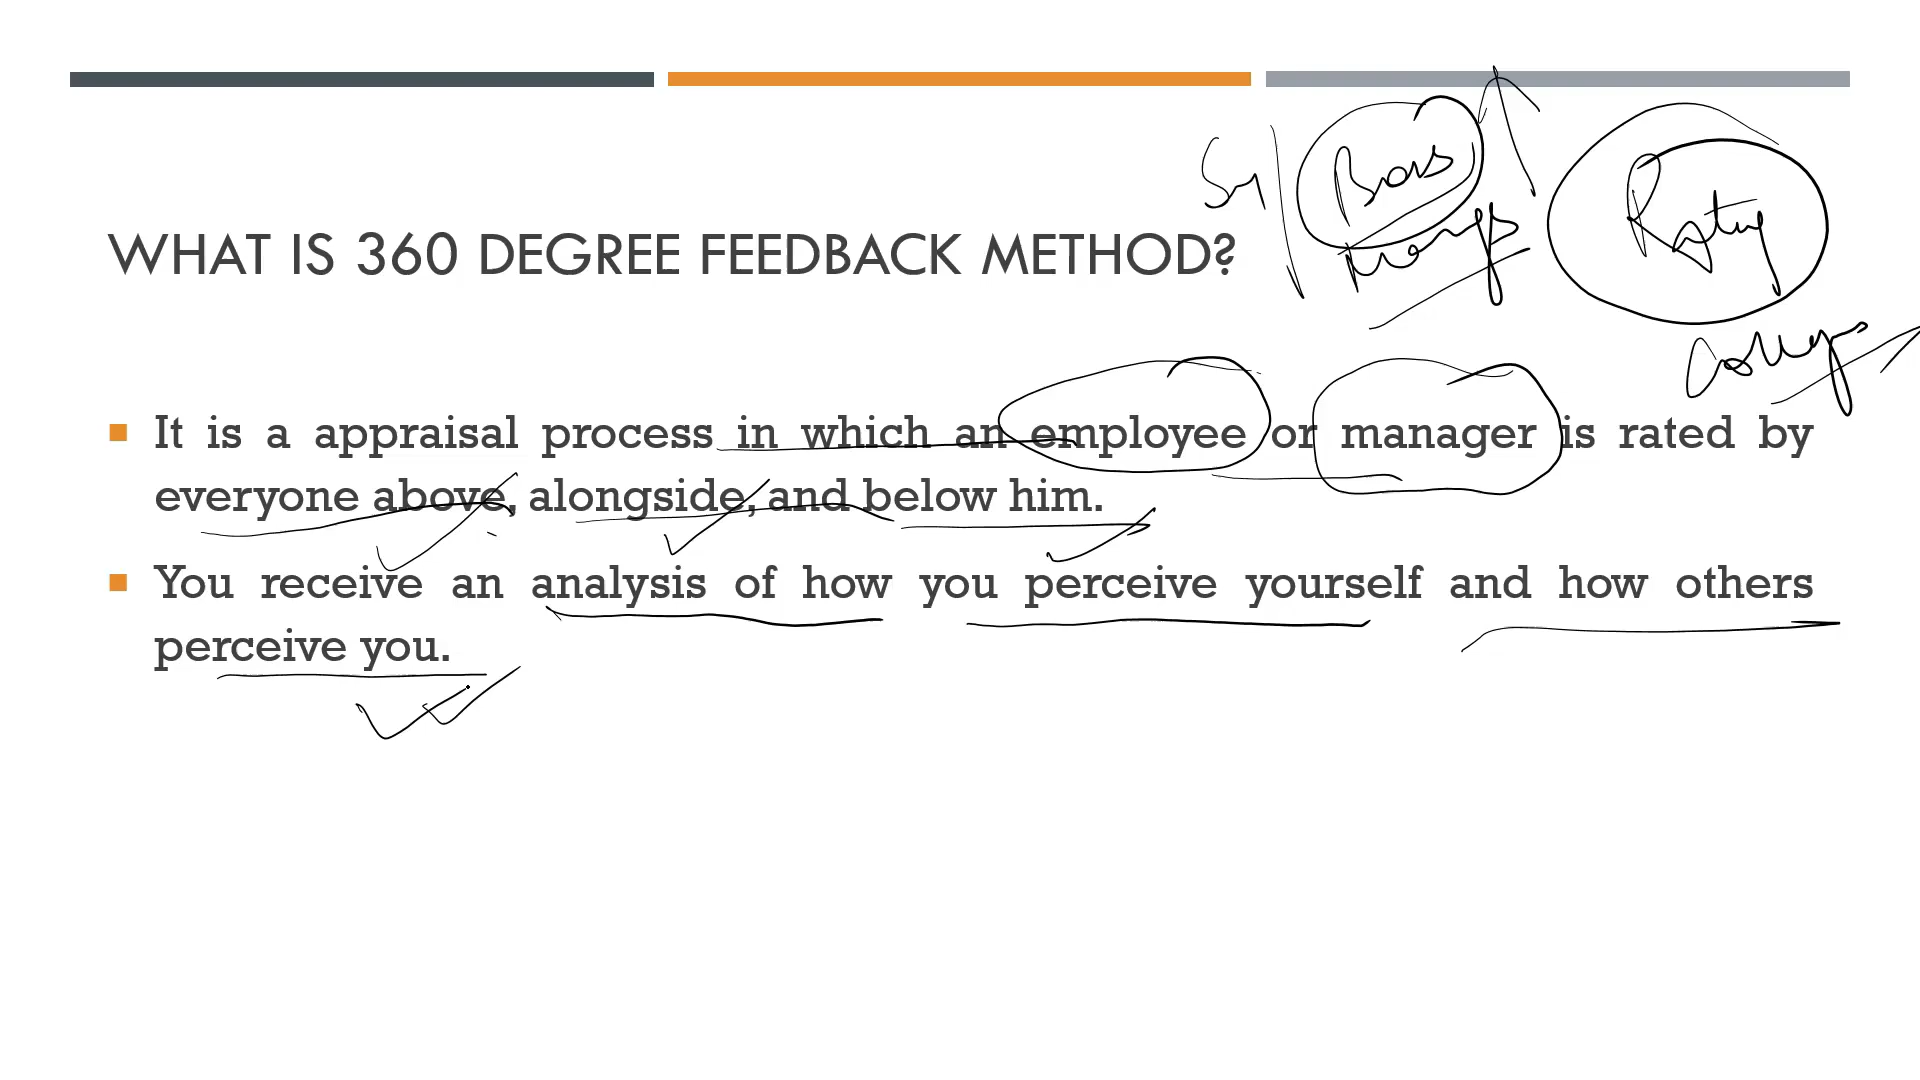 WHAT IS 360 DEGREE FEEDBACK METHOD?
Rating
It is a appraisal process in which an employee or manager is rated by
everyone above, alongside, and below him.
You receive an analysis of how you perceive yourself and how others
perceive you.